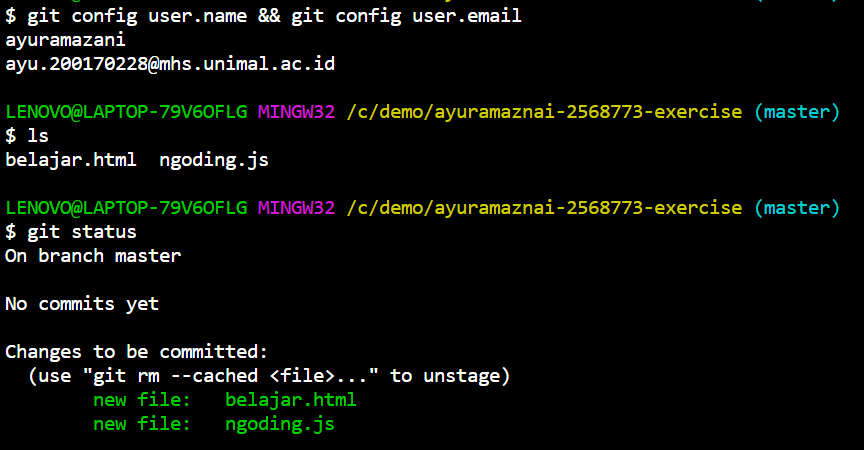 $ git config user.name && git config user.email
ayuramazani
ayu.200170228@mhs.unimal.ac.id

LENOVO@LAPTOP-79V6OFLG MINGW32 /c/demo/ayuramaznai-2568773-exercise (master)
$ ls
belajar.html  ngoding.js

LENOVO@LAPTOP-79V6OFLG MINGW32 /c/demo/ayuramaznai-2568773-exercise (master)
$ git status
On branch master

No commits yet

Changes to be committed:
  (use "git rm --cached <file>..." to unstage)
        new file:   belajar.html
        new file:   ngoding.js